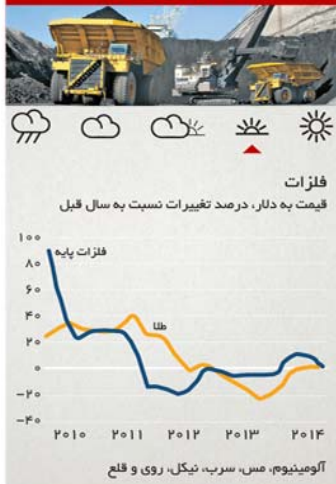 فلزات
قیمت به دلار، درصد تغییرات نسبت به سال قبل
۱۰۰
فلزات پایه
۸۰
۶۰
۴۰
طلا
۲۰
۰
-۲۰
-۴۰
۲۰۱۰ ۲۰۱۱ ۲۰۱۲ ۲۰۱۳ ۲۰۱۴
آلومینیوم، مس، سرب، نیکل، روی و قلع